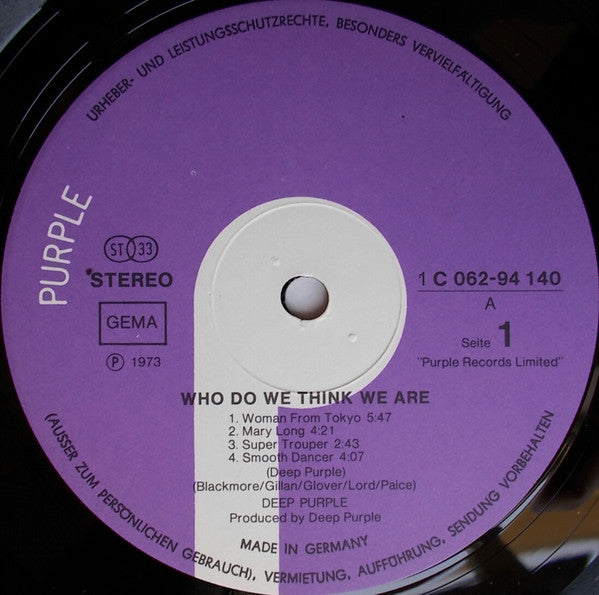 URHEBER- UND LEISTUNGSSCHUTZRECHTE, BESONDERS VERVIELFÄLTIGUNG
PURPLE
ST 33
STEREO
GEMA
Ⓟ 1973
1 C 062-94 140
A
Seite 1
"Purple Records Limited"
WHO DO WE THINK WE ARE
1. Woman From Tokyo 5:47
2. Mary Long 4:21
3. Super Trouper 2:43
4. Smooth Dancer 4:07
(Deep Purple)
(Blackmore/Gillan/Glover/Lord/Paice)
DEEP PURPLE
Produced by Deep Purple
MADE IN GERMANY
(AUSSER ZUM PERSÖNLICHEN GEBRAUCH), VERMIETUNG, AUFFÜHRUNG, SENDUNG VORBEHALTEN